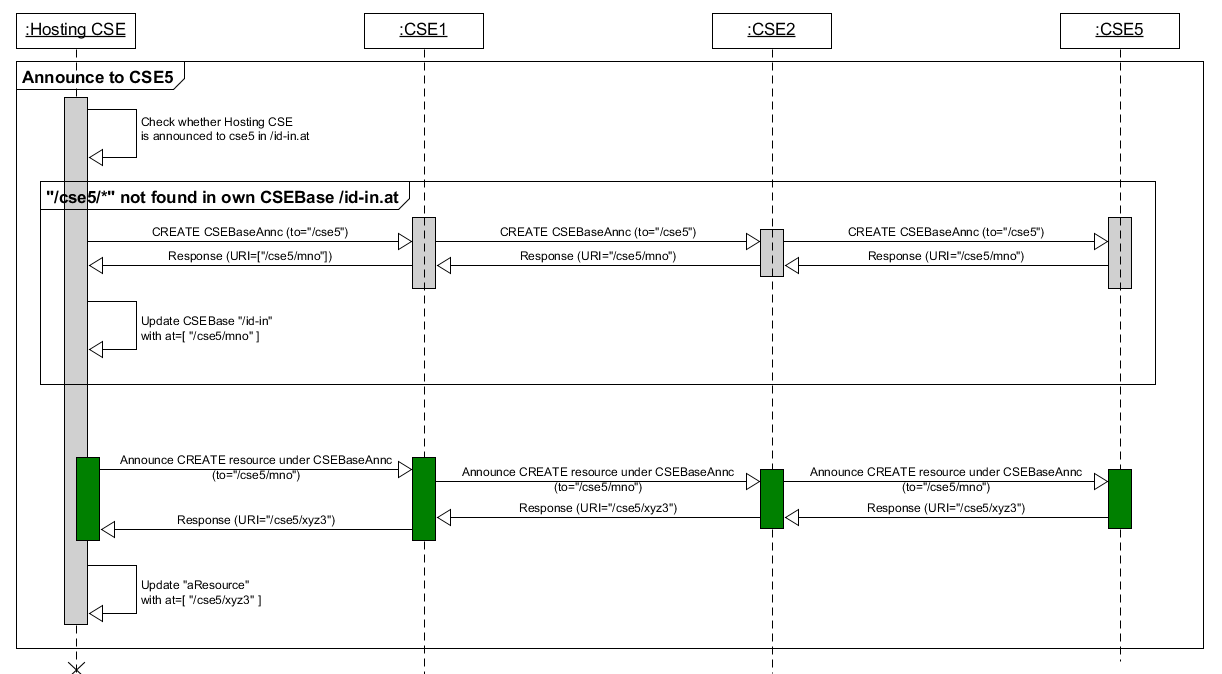 :Hosting CSE
:CSE1
:CSE2
:CSE5
Announce to CSE5
Check whether Hosting CSE
is announced to cse5 in /id-in.at
"/cse5/*" not found in own CSEBase /id-in.at
CREATE CSEBaseAnnc (to="/cse5")
CREATE CSEBaseAnnc (to="/cse5")
CREATE CSEBaseAnnc (to="/cse5")
Response (URI=["/cse5/mno"])
Response (URI="/cse5/mno")
Response (URI="/cse5/mno")
Update CSEBase "/id-in"
with at=[ "/cse5/mno" ]
Announce CREATE resource under CSEBaseAnnc
(to="/cse5/mno")
Announce CREATE resource under CSEBaseAnnc
(to="/cse5/mno")
Announce CREATE resource under CSEBaseAnnc
(to="/cse5/mno")
Response (URI="/cse5/xyz3")
Response (URI="/cse5/xyz3")
Response (URI="/cse5/xyz3")
Update "aResource"
with at=[ "/cse5/xyz3" ]